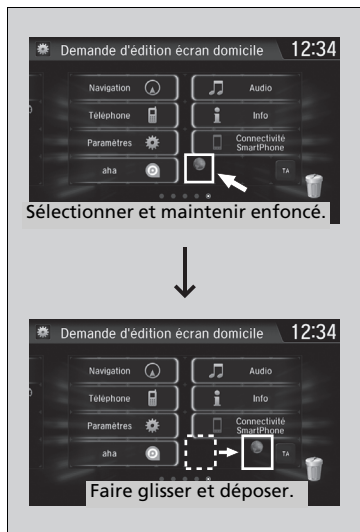 Demande d'édition écran domicile 12:34
Navigation Audio
Téléphone Info
Paramètres Connectivité
SmartPhone
aha TA
Sélectionner et maintenir enfoncé.
Demande d'édition écran domicile 12:34
Navigation Audio
Téléphone Info
Paramètres Connectivité
SmartPhone
aha TA
Faire glisser et déposer.